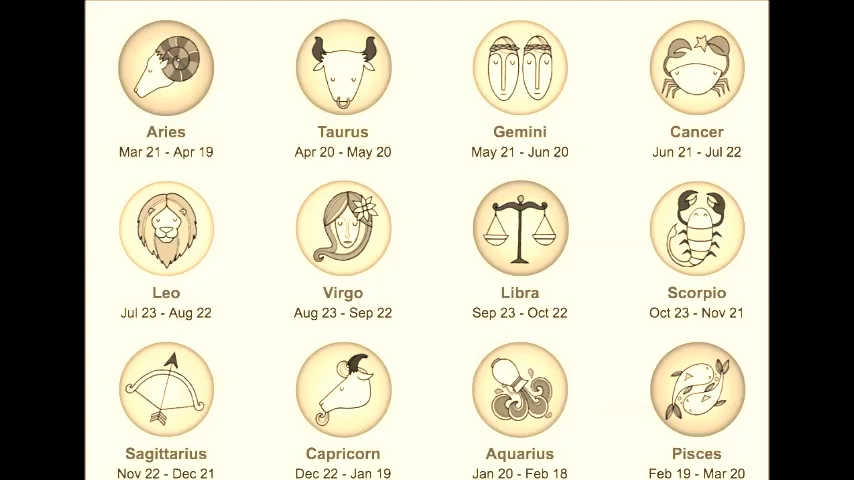 Aries Taurus Gemini Cancer
Mar 21 - Apr 19 Apr 20 - May 20 May 21 - Jun 20 Jun 21 - Jul 22
Leo Virgo Libra Scorpio
Jul 23 - Aug 22 Aug 23 - Sep 22 Sep 23 - Oct 22 Oct 23 - Nov 21
Sagittarius Capricorn Aquarius Pisces
Nov 22 - Dec 21 Dec 22 - Jan 19 Jan 20 - Feb 18 Feb 19 - Mar 20